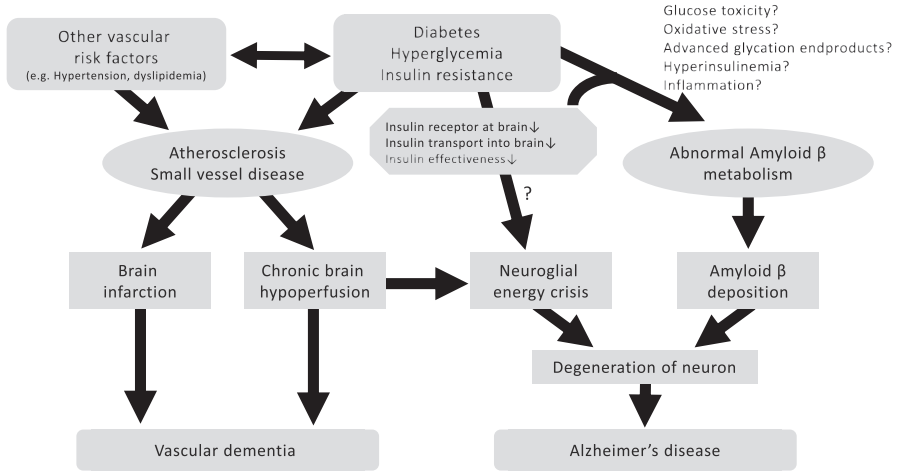 Glucose toxicity?
Oxidative stress?
Advanced glycation endproducts?
Hyperinsulinemia?
Inflammation?
Other vascular
risk factors
(e.g. Hypertension, dyslipidemia)
Diabetes
Hyperglycemia
Insulin resistance
Insulin receptor at brain↓
Insulin transport into brain↓
Insulin effectiveness↓
Atherosclerosis
Small vessel disease
Abnormal Amyloid β
metabolism
?
Brain
infarction
Chronic brain
hypoperfusion
Neuroglial
energy crisis
Amyloid β
deposition
Degeneration of neuron
Vascular dementia
Alzheimer’s disease